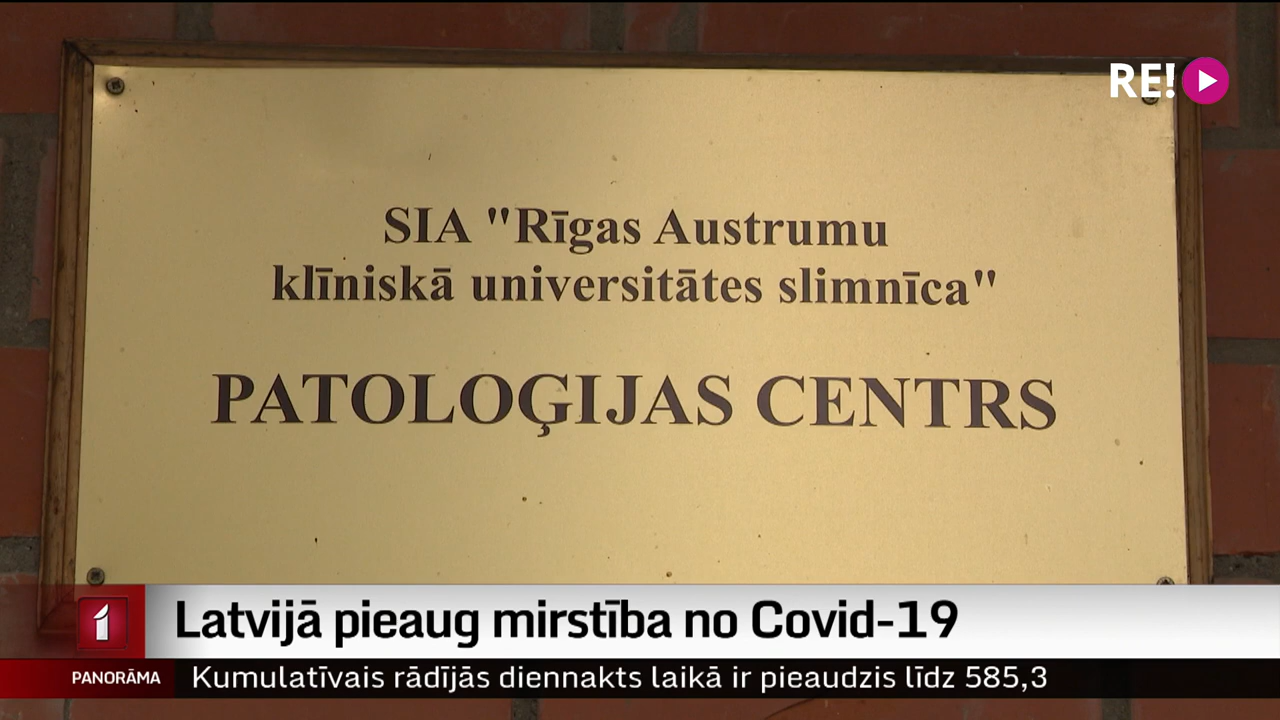 RE!
SIA "Rīgas Austrumu
klīniskā universitātes slimnīca"
PATOLOĢIJAS CENTRS
1
Latvijā pieaug mirstība no Covid-19
PANORĀMA
Kumulatīvais rādījās diennakts laikā ir pieaudzis līdz 585,3